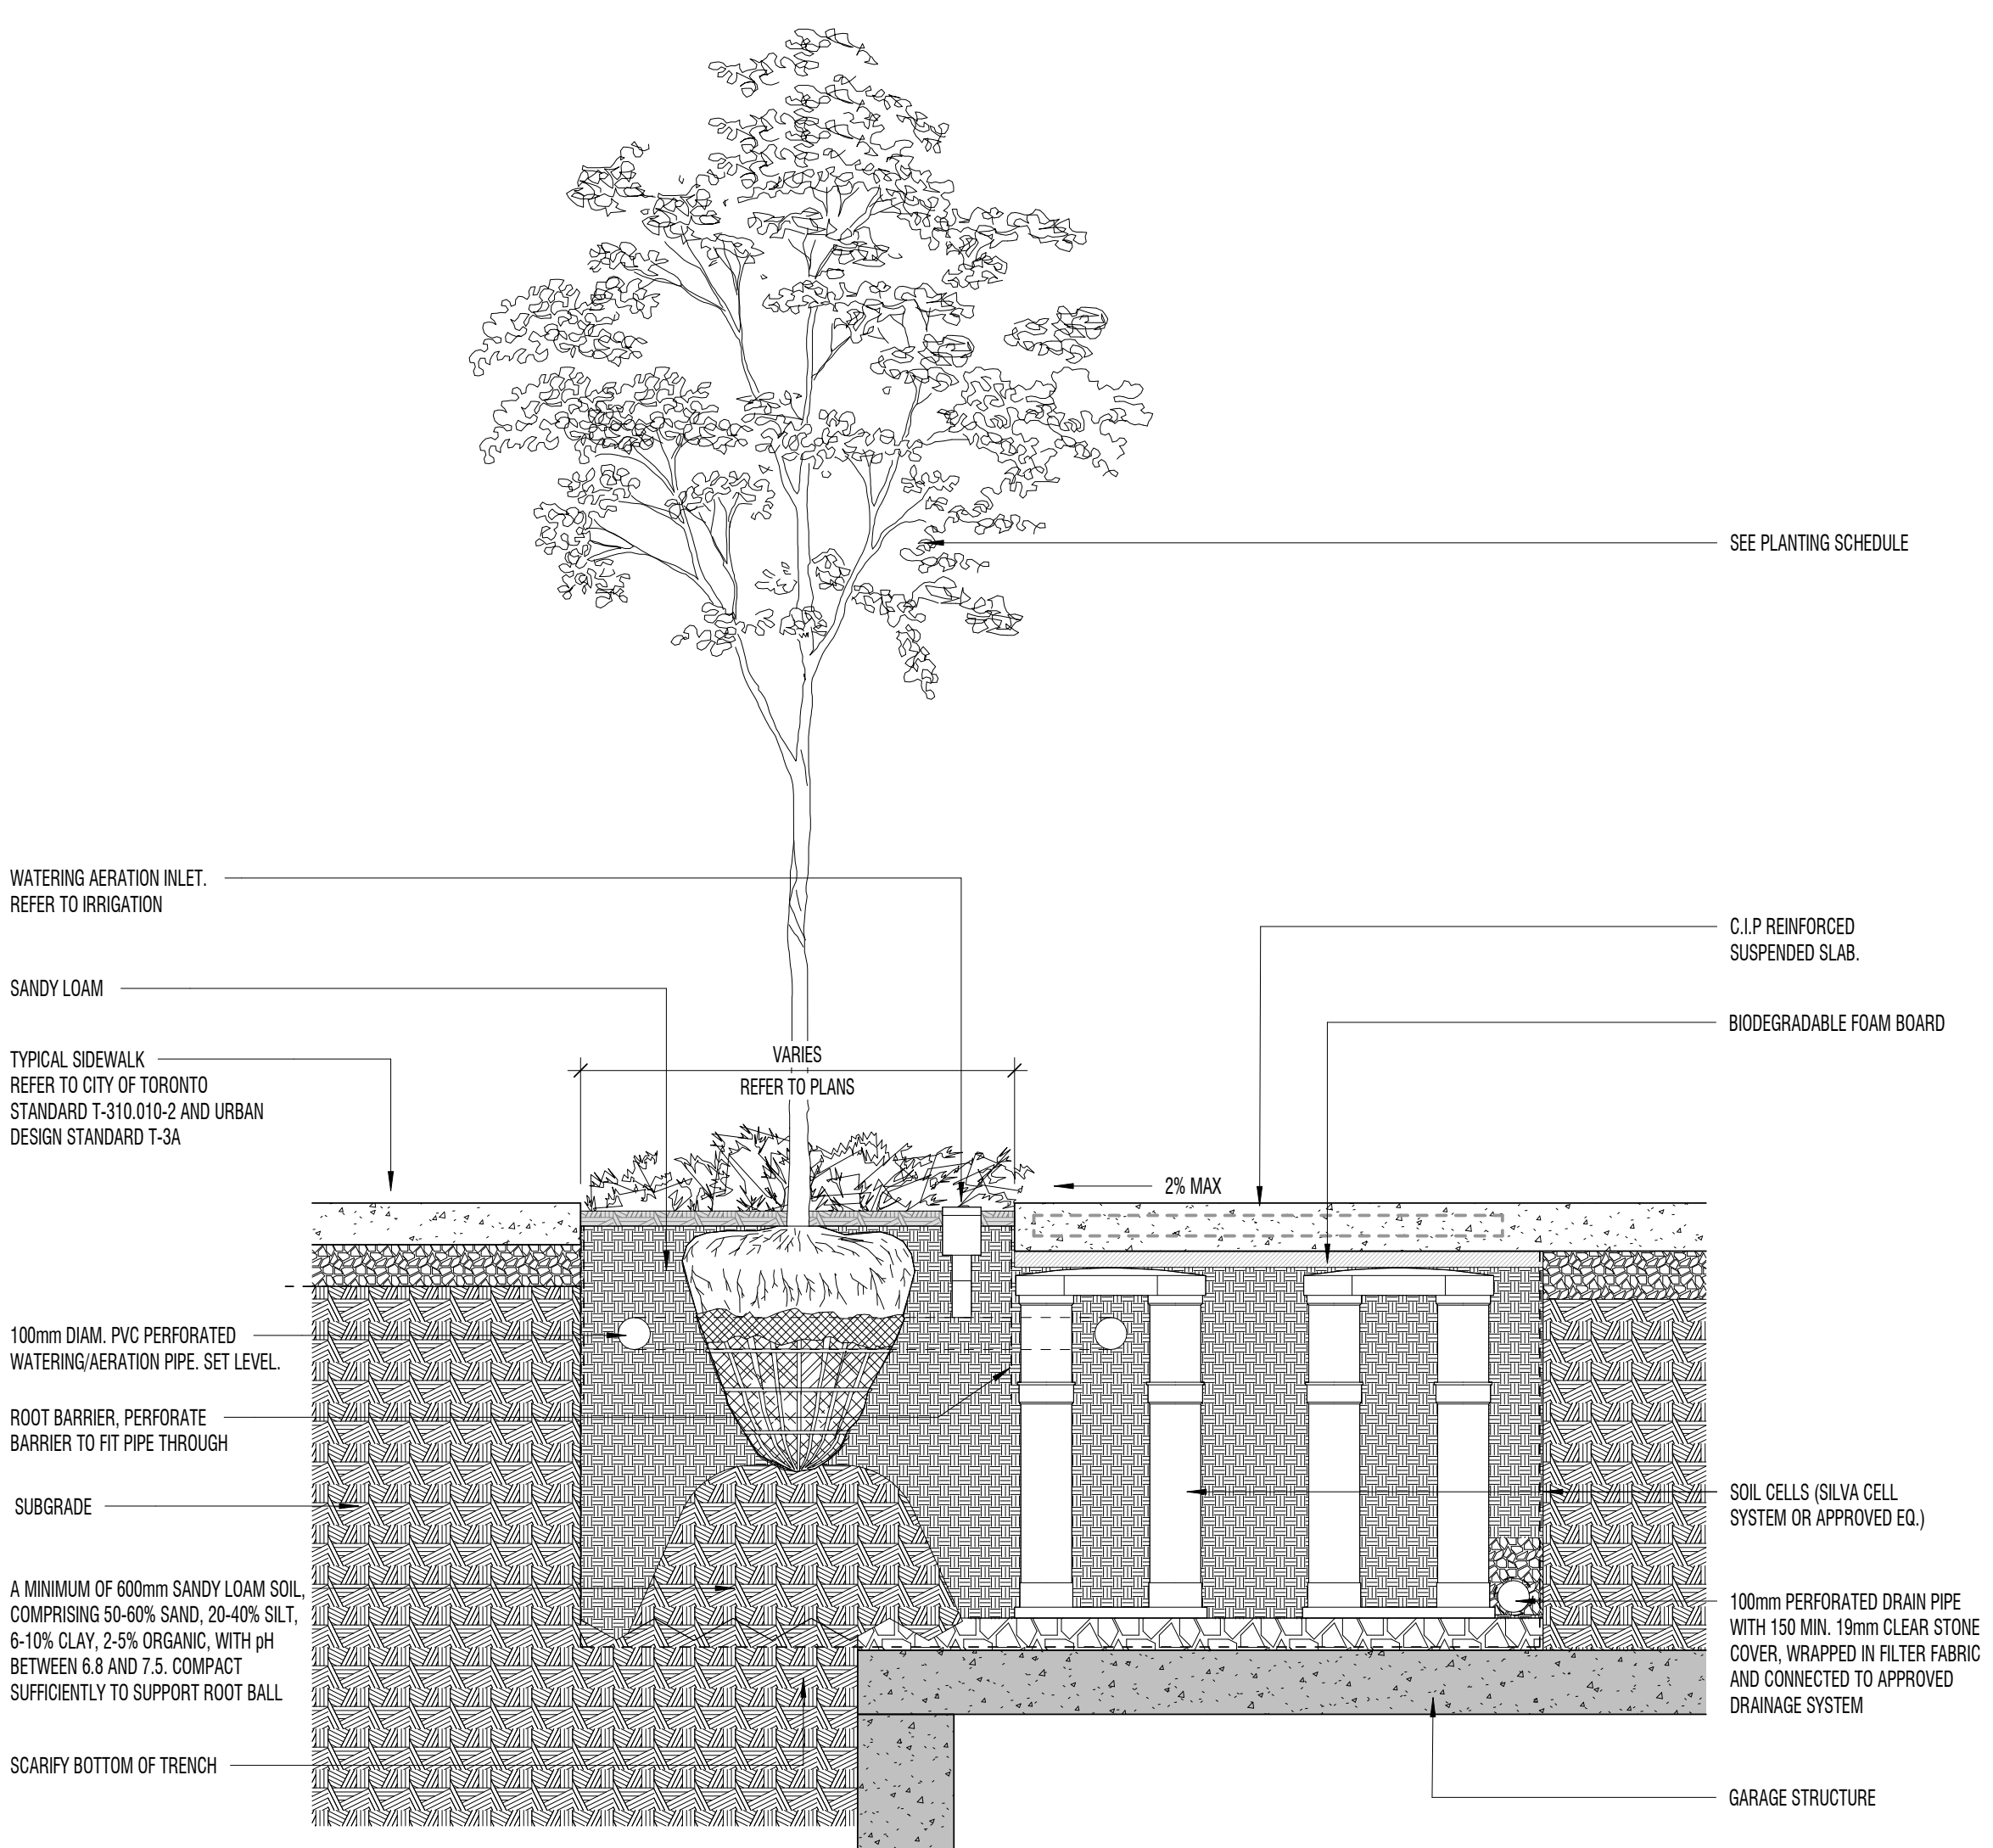 SEE PLANTING SCHEDULE
WATERING AERATION INLET.
REFER TO IRRIGATION
SANDY LOAM
TYPICAL SIDEWALK
REFER TO CITY OF TORONTO
STANDARD T-310.010-2 AND URBAN
DESIGN STANDARD T-3A
100mm DIAM. PVC PERFORATED
WATERING/AERATION PIPE. SET LEVEL.
ROOT BARRIER, PERFORATE
BARRIER TO FIT PIPE THROUGH
SUBGRADE
A MINIMUM OF 600mm SANDY LOAM SOIL,
COMPRISING 50-60% SAND, 20-40% SILT,
6-10% CLAY, 2-5% ORGANIC, WITH pH
BETWEEN 6.8 AND 7.5. COMPACT
SUFFICIENTLY TO SUPPORT ROOT BALL
SCARIFY BOTTOM OF TRENCH
VARIES
REFER TO PLANS
2% MAX
C.I.P REINFORCED
SUSPENDED SLAB.
BIODEGRADABLE FOAM BOARD
SOIL CELLS (SILVA CELL
SYSTEM OR APPROVED EQ.)
100mm PERFORATED DRAIN PIPE
WITH 150 MIN. 19mm CLEAR STONE
COVER, WRAPPED IN FILTER FABRIC
AND CONNECTED TO APPROVED
DRAINAGE SYSTEM
GARAGE STRUCTURE